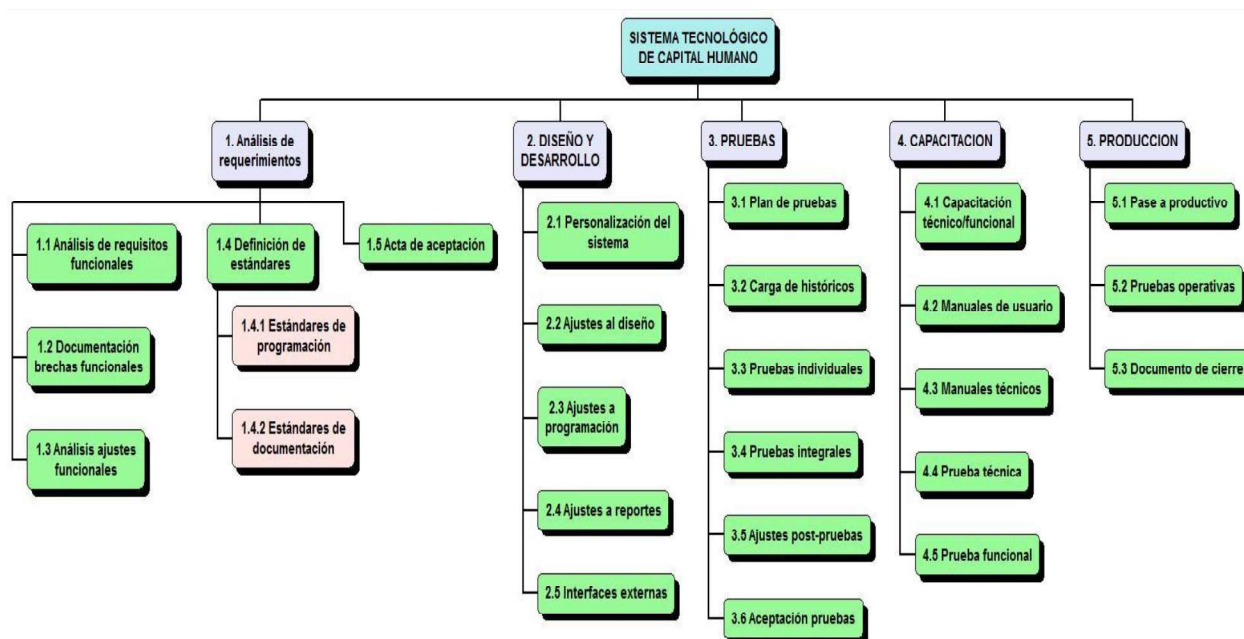 SISTEMA TECNOLÓGICO
DE CAPITAL HUMANO
1. Análisis de
requerimientos
1.1 Análisis de requisitos
funcionales
1.2 Documentación
brechas funcionales
1.3 Análisis ajustes
funcionales
1.4 Definición de
estándares
1.4.1 Estándares de
programación
1.4.2 Estándares de
documentación
1.5 Acta de aceptación
2. DISEÑO Y
DESARROLLO
2.1 Personalización del
sistema
2.2 Ajustes al diseño
2.3 Ajustes a
programación
2.4 Ajustes a reportes
2.5 Interfaces externas
3. PRUEBAS
3.1 Plan de pruebas
3.2 Carga de históricos
3.3 Pruebas individuales
3.4 Pruebas integrales
3.5 Ajustes post-pruebas
3.6 Aceptación pruebas
4. CAPACITACION
4.1 Capacitación
técnico/funcional
4.2 Manuales de usuario
4.3 Manuales técnicos
4.4 Prueba técnica
4.5 Prueba funcional
5. PRODUCCION
5.1 Pase a productivo
5.2 Pruebas operativas
5.3 Documento de cierre